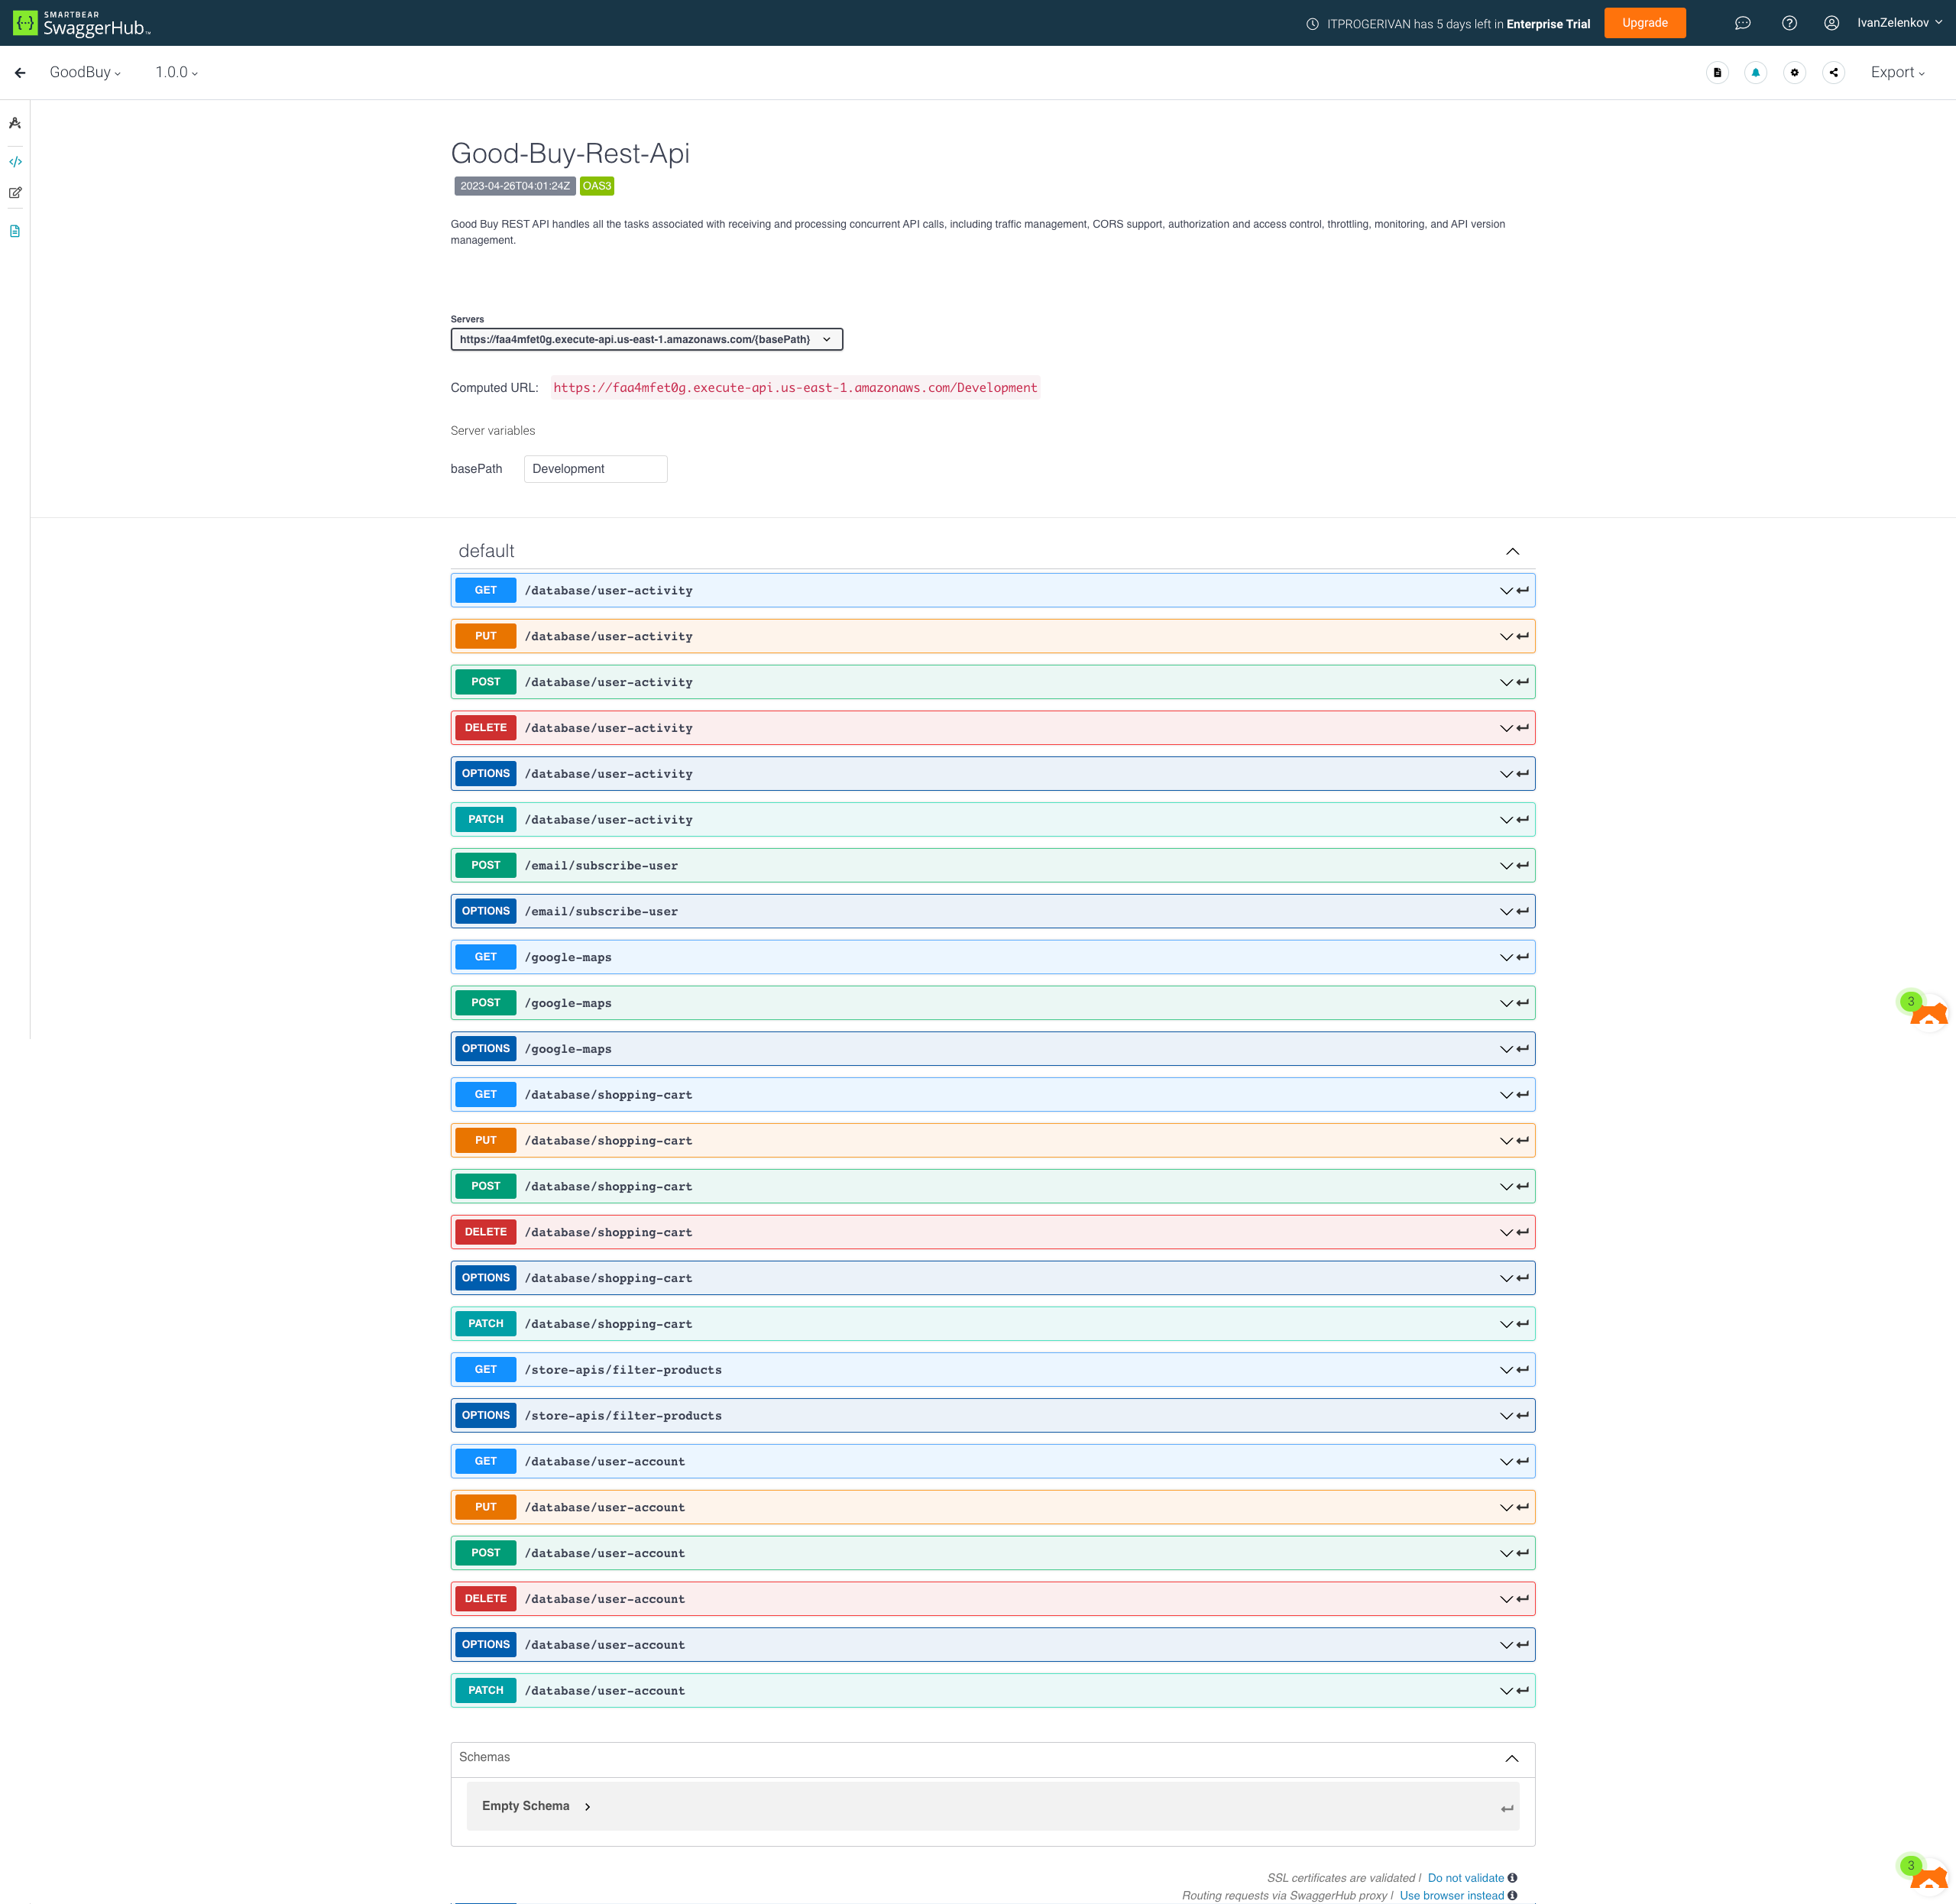 SMARTBEAR
SwaggerHub™
ITPROGERIVAN has 5 days left in Enterprise Trial
Upgrade
IvanZelenkov
GoodBuy
1.0.0
Export
Good-Buy-Rest-Api
2023-04-26T04:01:24Z OAS3
Good Buy REST API handles all the tasks associated with receiving and processing concurrent API calls, including traffic management, CORS support, authorization and access control, throttling, monitoring, and API version
management.
Servers
https://faa4mfet0g.execute-api.us-east-1.amazonaws.com/{basePath}
Computed URL: https://faa4mfet0g.execute-api.us-east-1.amazonaws.com/Development
Server variables
basePath Development
default
GET /database/user-activity
PUT /database/user-activity
POST /database/user-activity
DELETE /database/user-activity
OPTIONS /database/user-activity
PATCH /database/user-activity
POST /email/subscribe-user
OPTIONS /email/subscribe-user
GET /google-maps
POST /google-maps
3
OPTIONS /google-maps
GET /database/shopping-cart
PUT /database/shopping-cart
POST /database/shopping-cart
DELETE /database/shopping-cart
OPTIONS /database/shopping-cart
PATCH /database/shopping-cart
GET /store-apis/filter-products
OPTIONS /store-apis/filter-products
GET /database/user-account
PUT /database/user-account
POST /database/user-account
DELETE /database/user-account
OPTIONS /database/user-account
PATCH /database/user-account
Schemas
Empty Schema
3
SSL certificates are validated | Do not validate
Routing requests via SwaggerHub proxy | Use browser instead